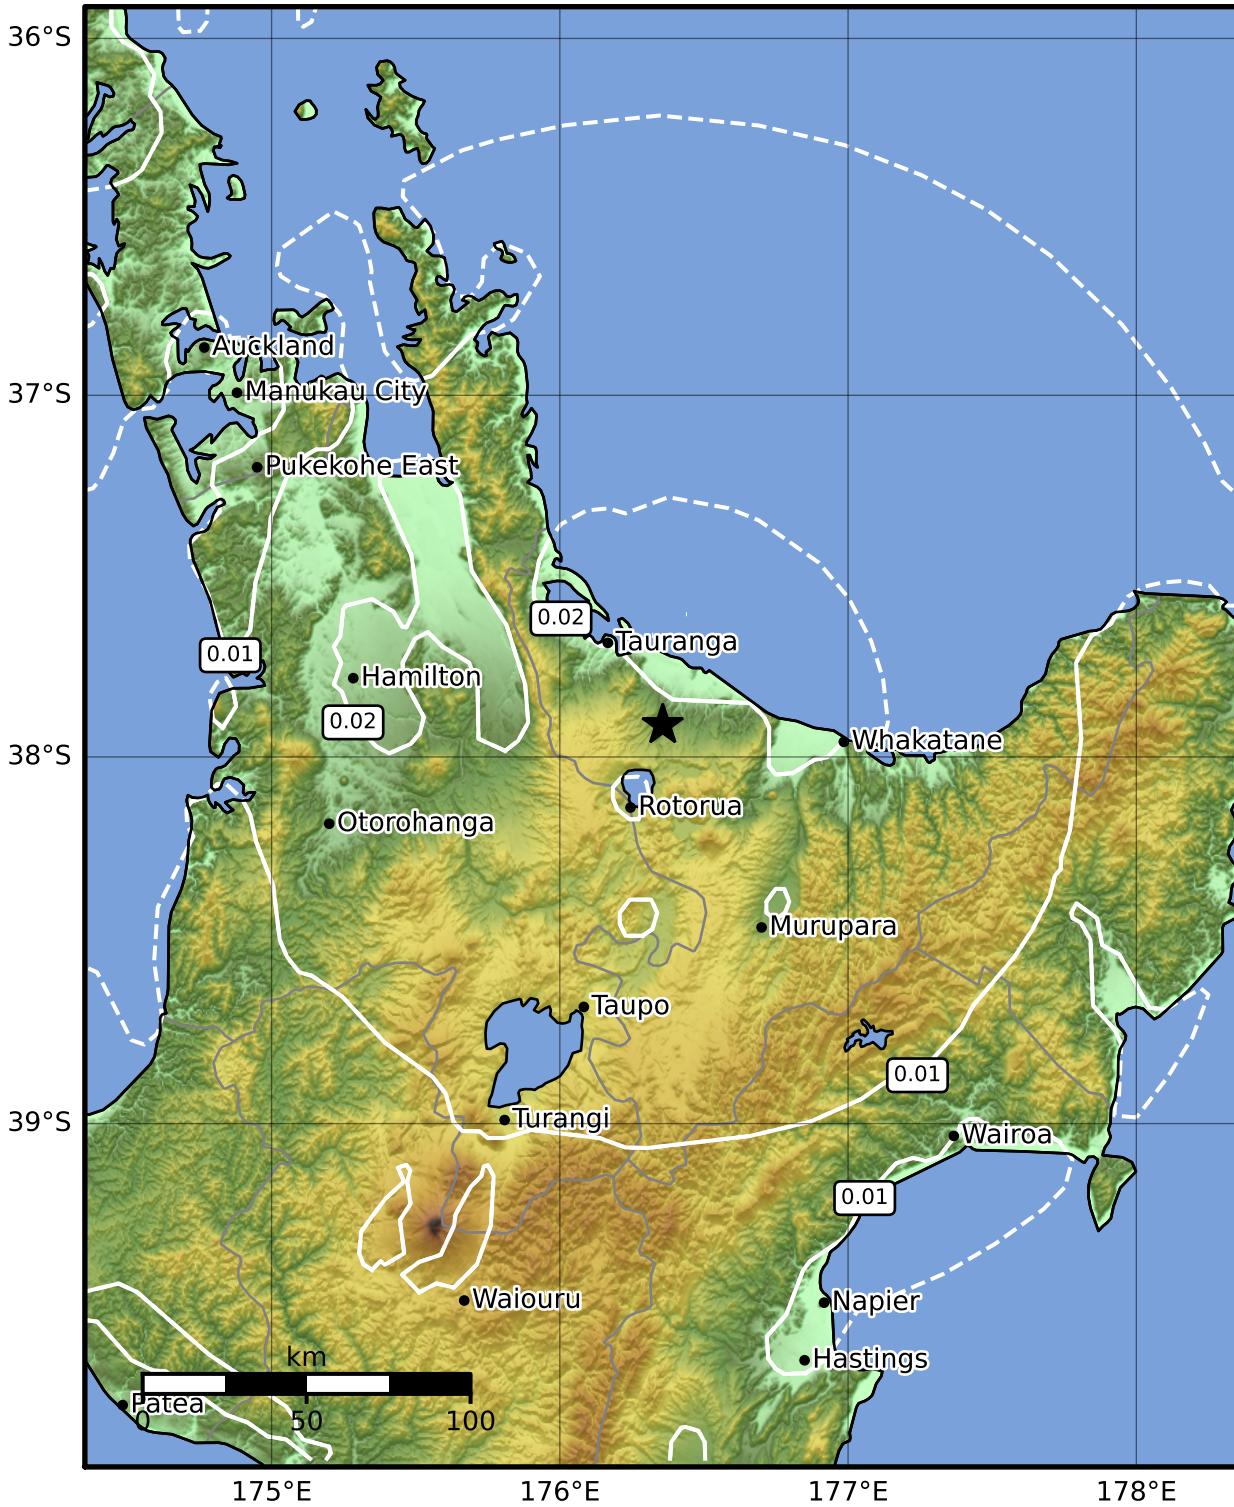 36°S
Auckland
37°S
Manukau City
Pukekohe East
0.02
Tauranga
0.01
Hamilton
0.02
Whakatane
38°S
Rotorua
Otorohanga
Murupara
Taupo
0.01
39°S
Turangi
Wairoa
0.01
Waiouru
Napier
km
Hastings
Patea
0 50 100
175°E 176°E 177°E 178°E